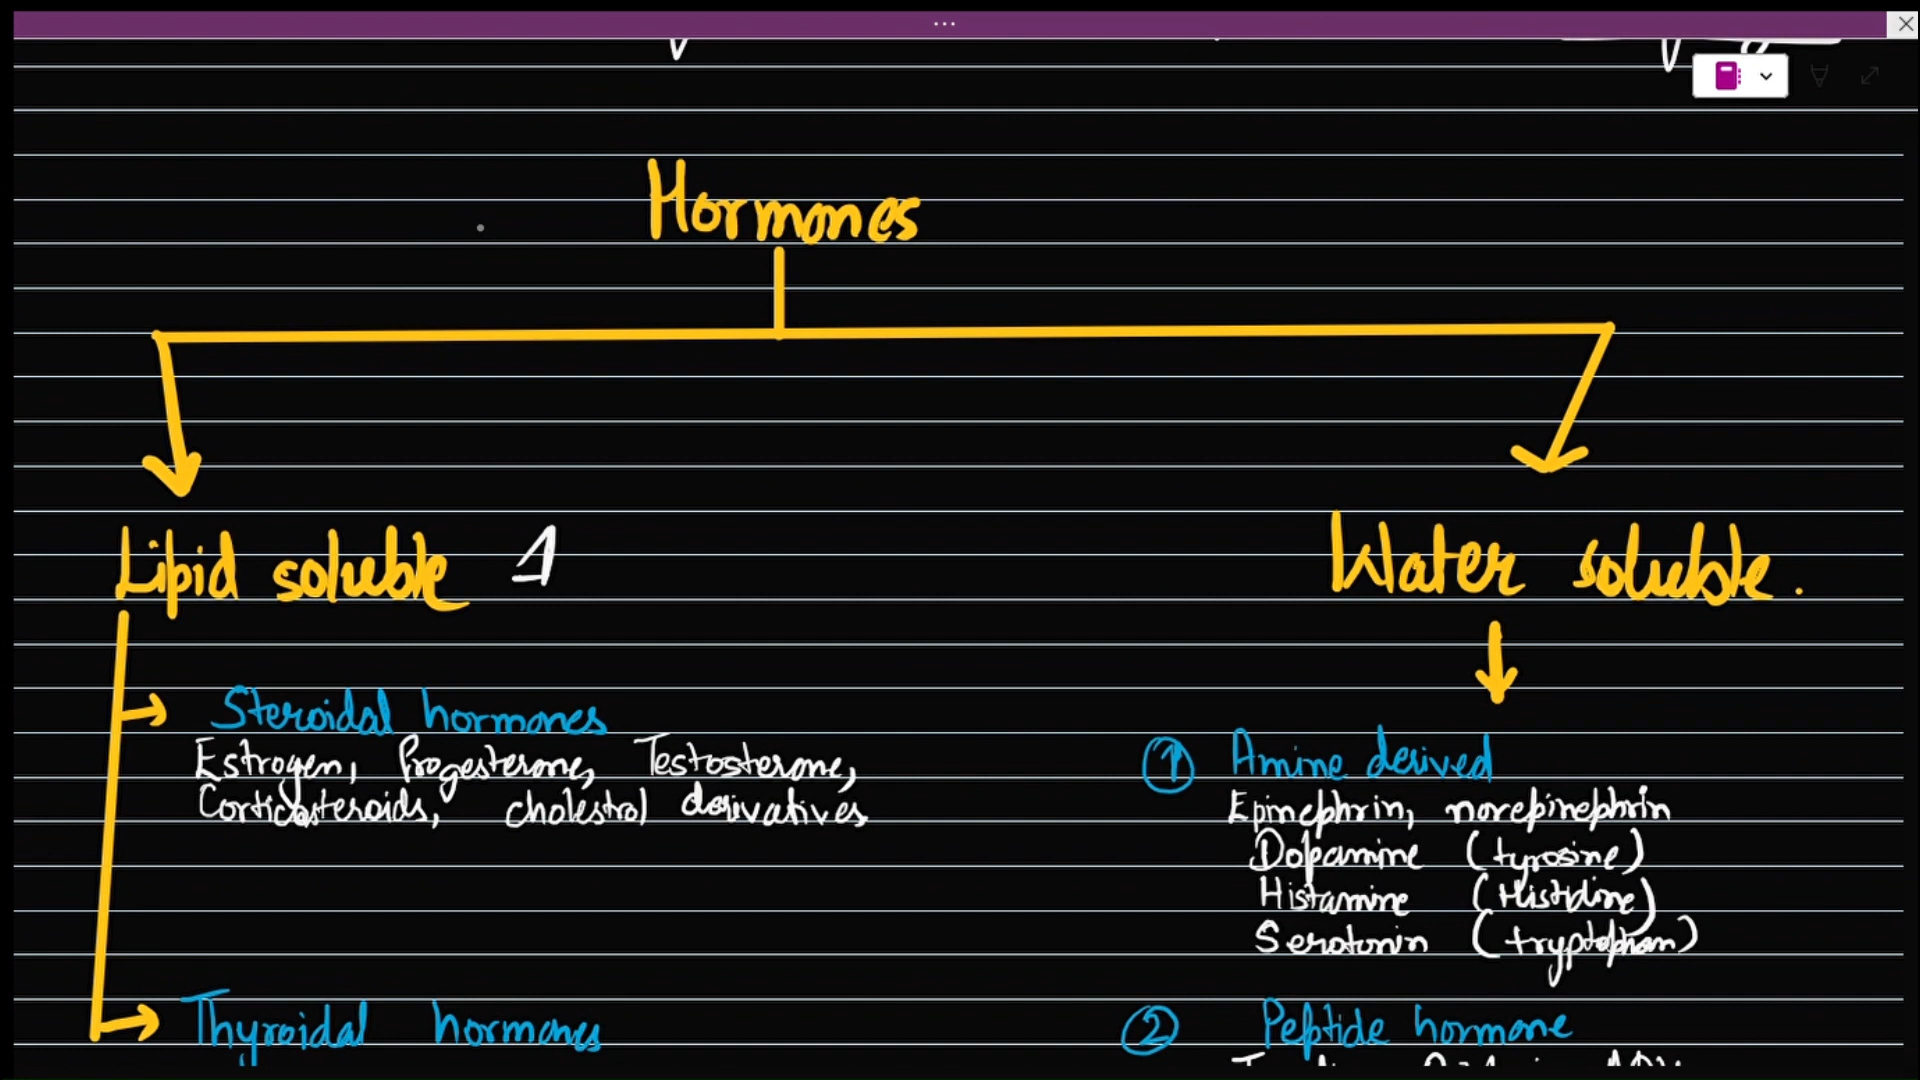 Hormones
Lipid soluble 1
Water soluble.
Steroidal hormones
Estrogen, Progesterone, Testosterone,
Corticosteroids, cholestrol derivatives
Thyroidal hormones
① Amine derived
Epinephrin, norepinephrin
Dopamine (tyrosine)
Histamine (Histidine)
Serotonin (tryptophan)
② Peptide hormone